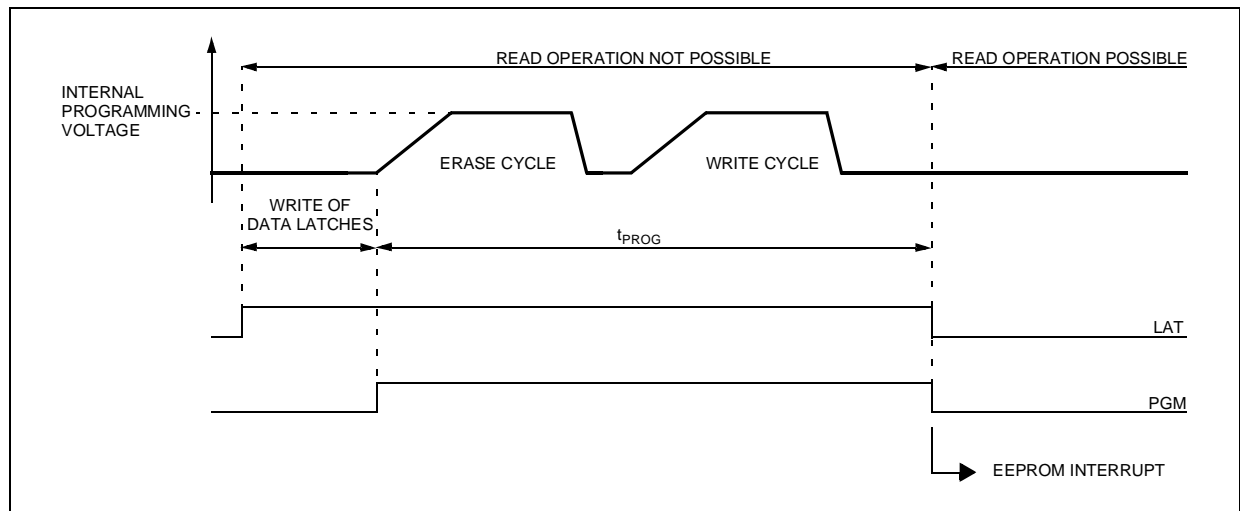 READ OPERATION NOT POSSIBLE
READ OPERATION POSSIBLE
INTERNAL
PROGRAMMING
VOLTAGE
ERASE CYCLE
WRITE CYCLE
WRITE OF
DATA LATCHES
tPROG
LAT
PGM
EEPROM INTERRUPT